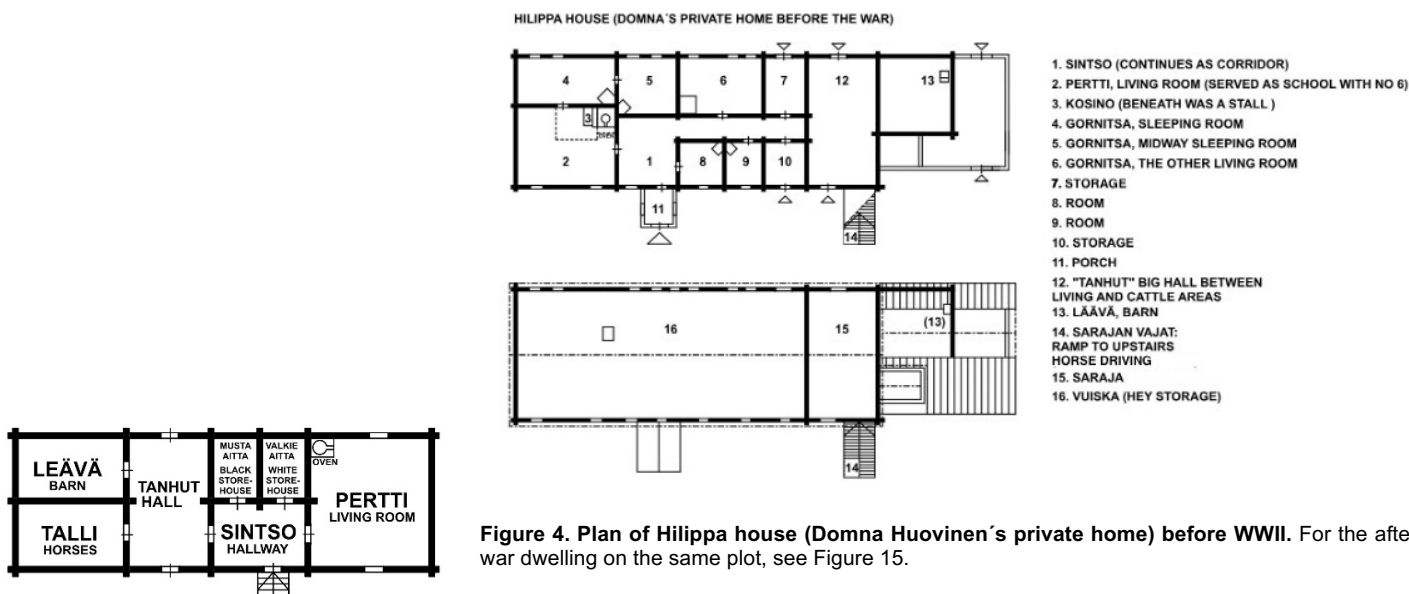 HILIPPA HOUSE (DOMNA´S PRIVATE HOME BEFORE THE WAR)
4
5
6
7
12
13
3
2
1
8
9
10
11
14
16
15
(13)
14
1. SINTSO (CONTINUES AS CORRIDOR)
2. PERTTI, LIVING ROOM (SERVED AS SCHOOL WITH NO 6)
3. KOSINO (BENEATH WAS A STALL )
4. GORNITSA, SLEEPING ROOM
5. GORNITSA, MIDWAY SLEEPING ROOM
6. GORNITSA, THE OTHER LIVING ROOM
7. STORAGE
8. ROOM
9. ROOM
10. STORAGE
11. PORCH
12. "TANHUT" BIG HALL BETWEEN
LIVING AND CATTLE AREAS
13. LÄÄVÄ, BARN
14. SARAJAN VAJAT:
RAMP TO UPSTAIRS
HORSE DRIVING
15. SARAJA
16. VUISKA (HEY STORAGE)
LEÄVÄ
BARN
TALLI
HORSES
TANHUT
HALL
MUSTA
AITTA
BLACK
STORE-
HOUSE
VALKIE
AITTA
WHITE
STORE-
HOUSE
SINTSO
HALLWAY
OVEN
PERTTI
LIVING ROOM
Figure 4. Plan of Hilippa house (Domna Huovinen´s private home) before WWII. For the afte
war dwelling on the same plot, see Figure 15.